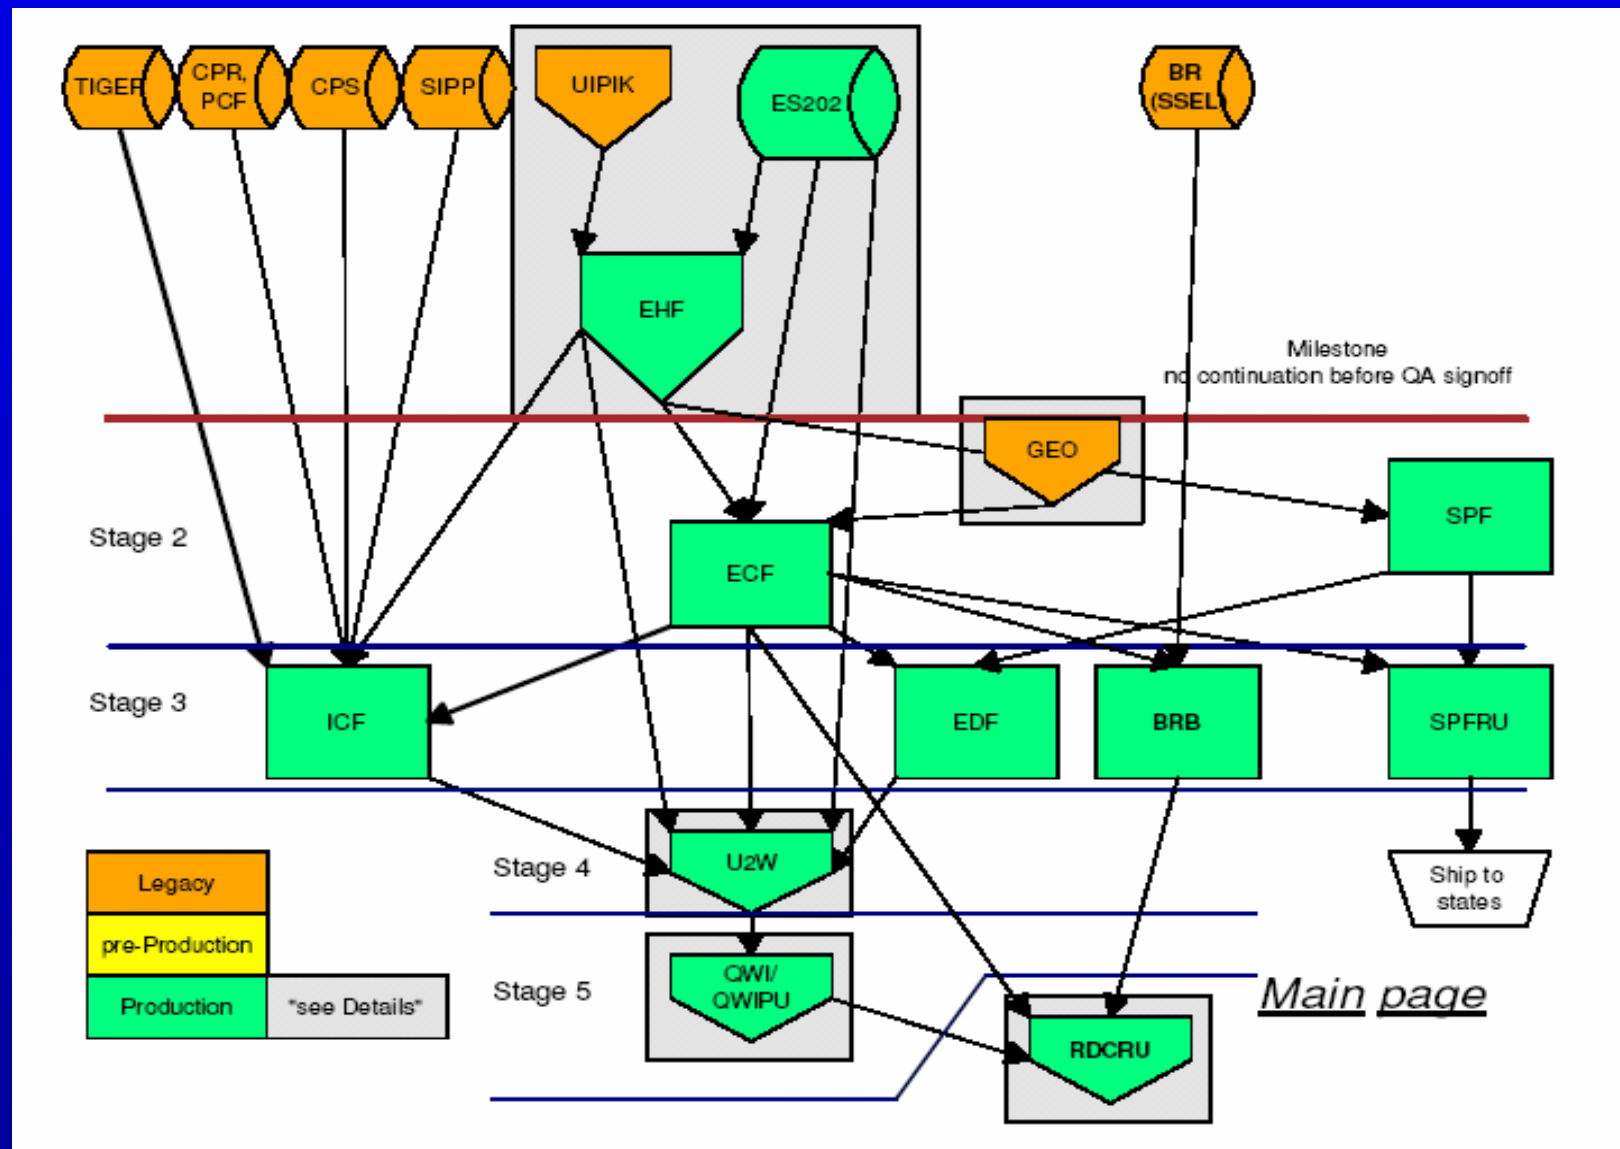 TIGER
CPR,
PCF
CPS
SIPP
UIPIK
ES202
BR
(SSEL)
EHF
Milestone
no continuation before QA signoff
GEO
SPF
Stage 2
ECF
Stage 3
ICF
EDF
BRB
SPFRU
Stage 4
U2W
Ship to
states
Legacy
pre-Production
Production
"see Details"
Stage 5
QWI/
QWIPU
Main page
RDCRU